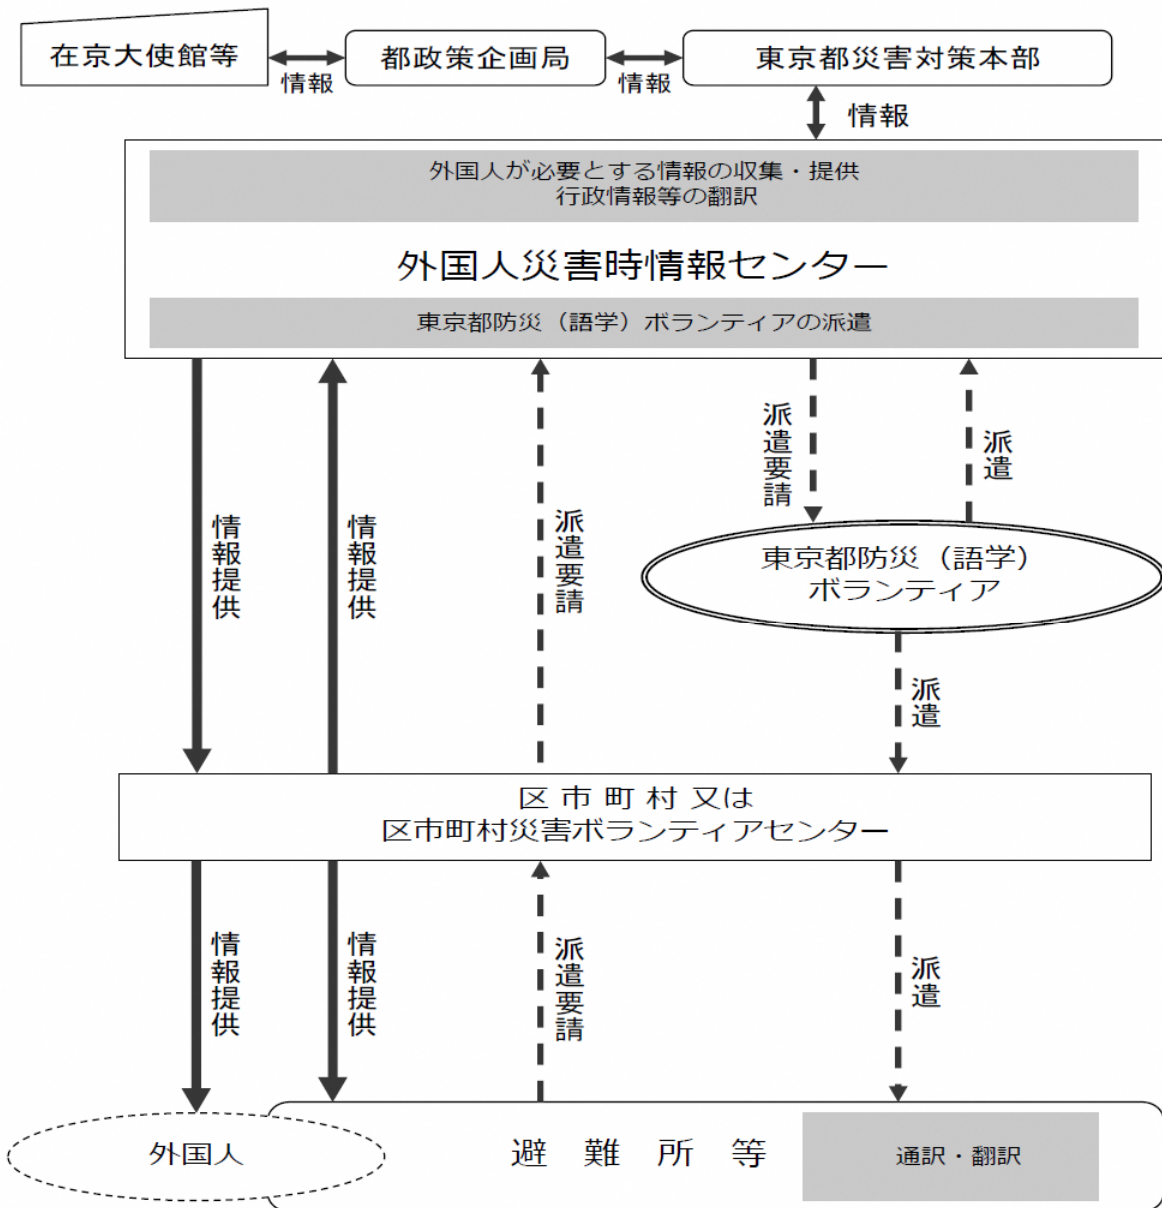 在京大使館等
情報
都政策企画局
情報
東京都災害対策本部
情報
外国人が必要とする情報の収集・提供
行政情報等の翻訳
外国人災害時情報センター
東京都防災（語学）ボランティアの派遣
情報提供
情報提供
派遣要請
派遣要請
派遣
東京都防災（語学）
ボランティア
派遣
区市町村又は
区市町村災害ボランティアセンター
情報提供
情報提供
派遣要請
派遣
外国人
避難所等
通訳・翻訳